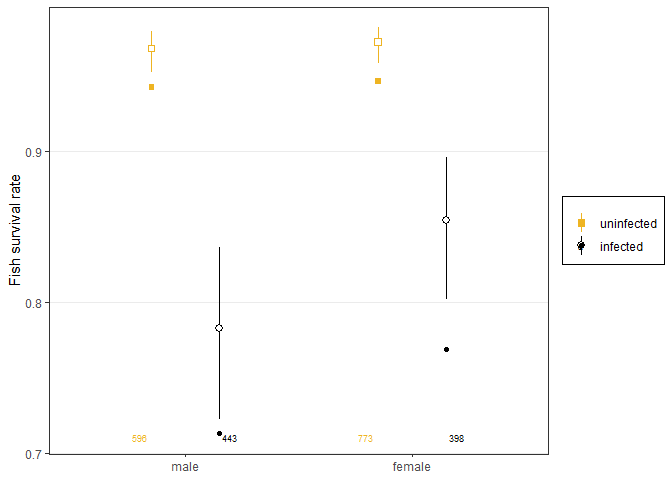 Fish survival rate
0.9
0.8
0.7
596 443 773 398
male female
uninfected
infected